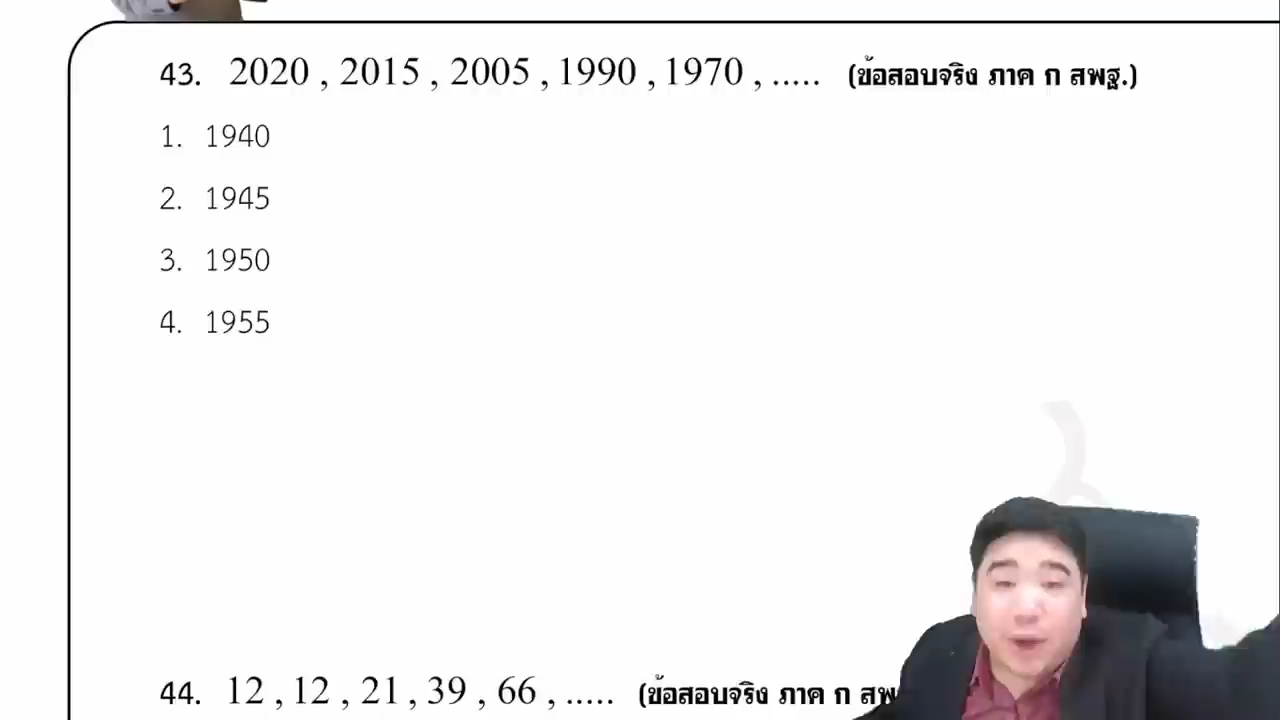 43. 2020 , 2015 , 2005 , 1990 , 1970 , ..... (ข้อสอบจริง ภาค ก สพฐ.)
1. 1940
2. 1945
3. 1950
4. 1955
44. 12 , 12 , 21 , 39 , 66 , ..... (ข้อสอบจริง ภาค ก